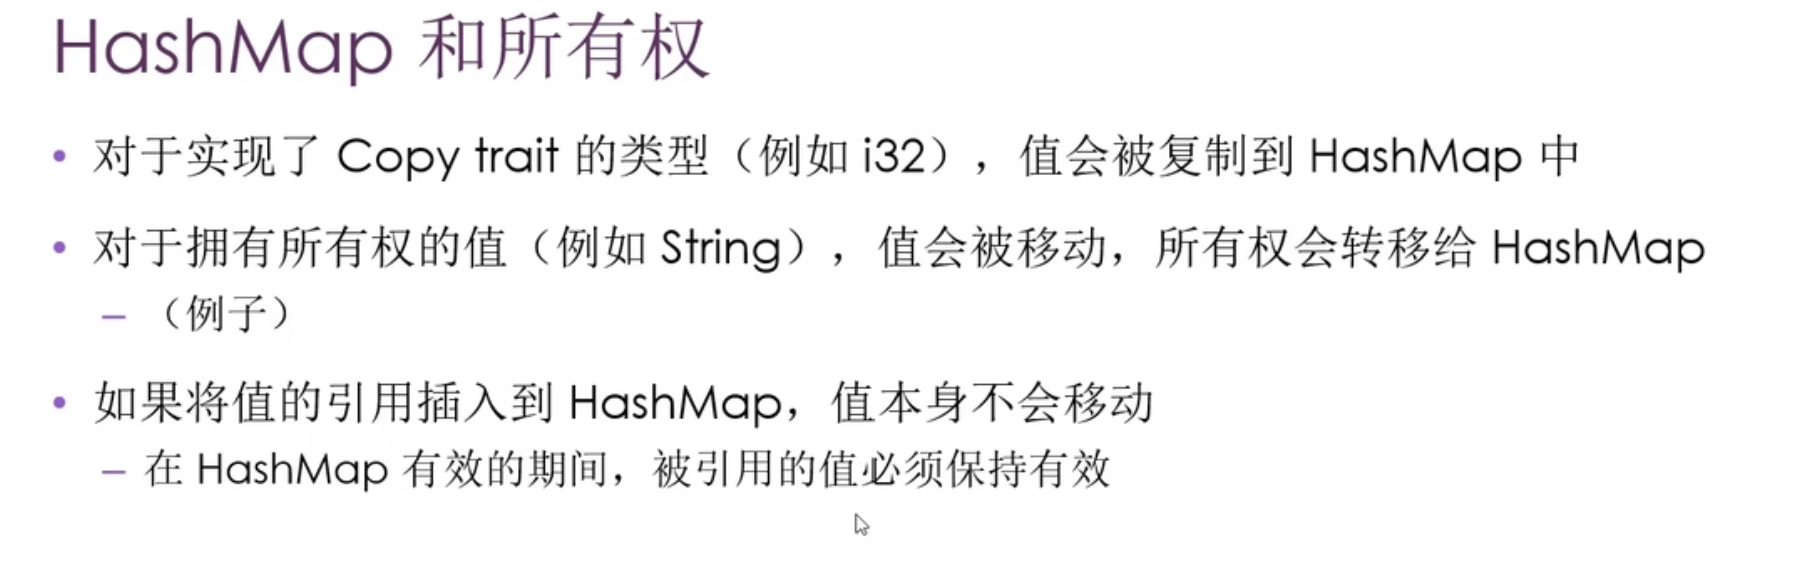 HashMap 和所有权
• 对于实现了 Copy trait 的类型（例如 i32），值会被复制到 HashMap 中
• 对于拥有所有权的值（例如 String），值会被移动，所有权会转移给 HashMap
– （例子）
• 如果将值的引用插入到 HashMap，值本身不会移动
– 在 HashMap 有效的期间，被引用的值必须保持有效